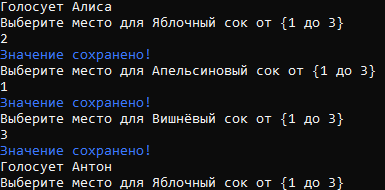 Голосует Алиса
Выберите место для Яблочный сок от {1 до 3}
2
Значение сохранено!
Выберите место для Апельсиновый сок от {1 до 3}
1
Значение сохранено!
Выберите место для Вишнёвый сок от {1 до 3}
3
Значение сохранено!
Голосует Антон
Выберите место для Яблочный сок от {1 до 3}